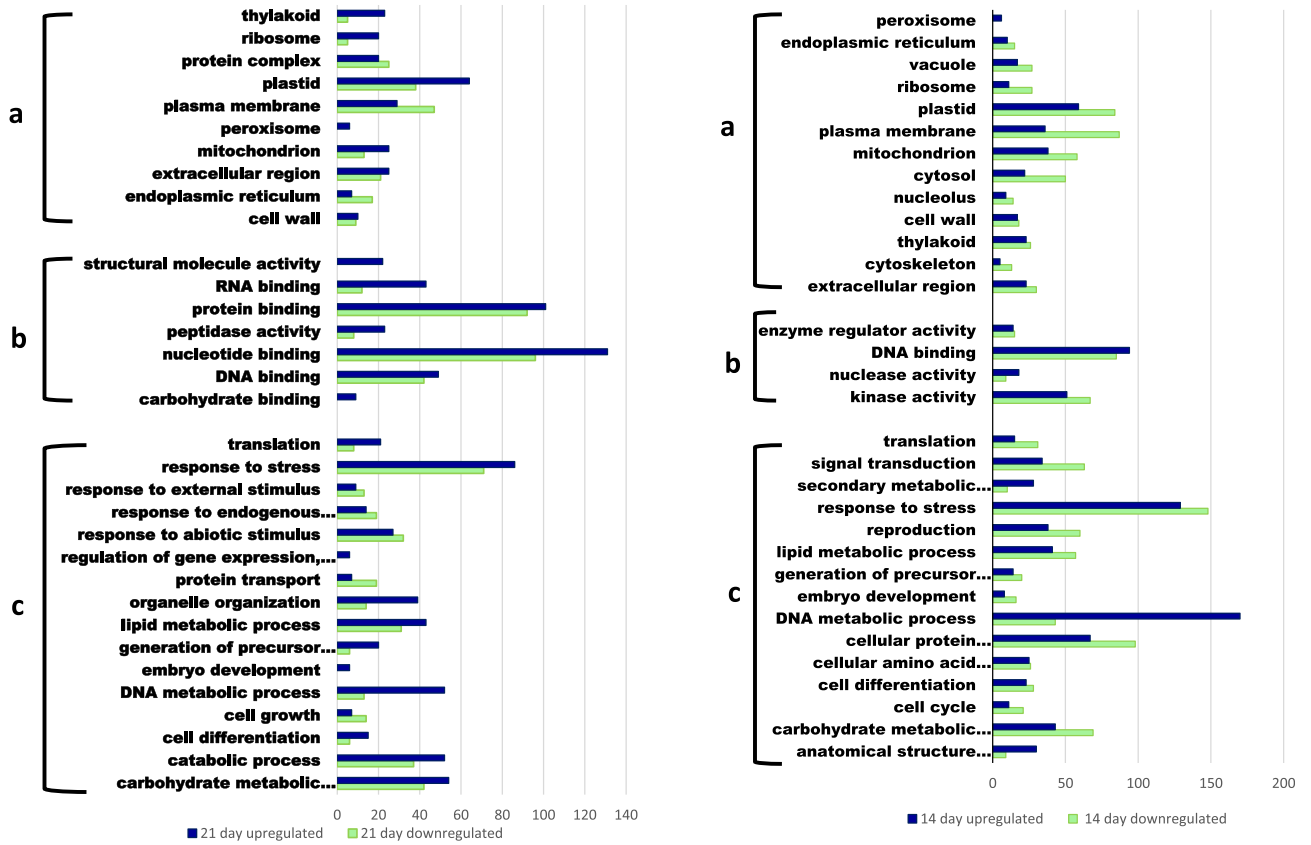 a
thylakoid
ribosome
protein complex
plastid
plasma membrane
peroxisome
mitochondrion
extracellular region
endoplasmic reticulum
cell wall
b
structural molecule activity
RNA binding
protein binding
peptidase activity
nucleotide binding
DNA binding
carbohydrate binding
c
translation
response to stress
response to external stimulus
response to endogenous...
response to abiotic stimulus
regulation of gene expression,...
protein transport
organelle organization
lipid metabolic process
generation of precursor...
embryo development
DNA metabolic process
cell growth
cell differentiation
catabolic process
carbohydrate metabolic...
0 20 40 60 80 100 120 140
21 day upregulated 21 day downregulated
a
peroxisome
endoplasmic reticulum
vacuole
ribosome
plastid
plasma membrane
mitochondrion
cytosol
nucleolus
cell wall
thylakoid
cytoskeleton
extracellular region
b
enzyme regulator activity
DNA binding
nuclease activity
kinase activity
c
translation
signal transduction
secondary metabolic...
response to stress
reproduction
lipid metabolic process
generation of precursor...
embryo development
DNA metabolic process
cellular protein...
cellular amino acid...
cell differentiation
cell cycle
carbohydrate metabolic...
anatomical structure...
0 50 100 150 200
14 day upregulated 14 day downregulated